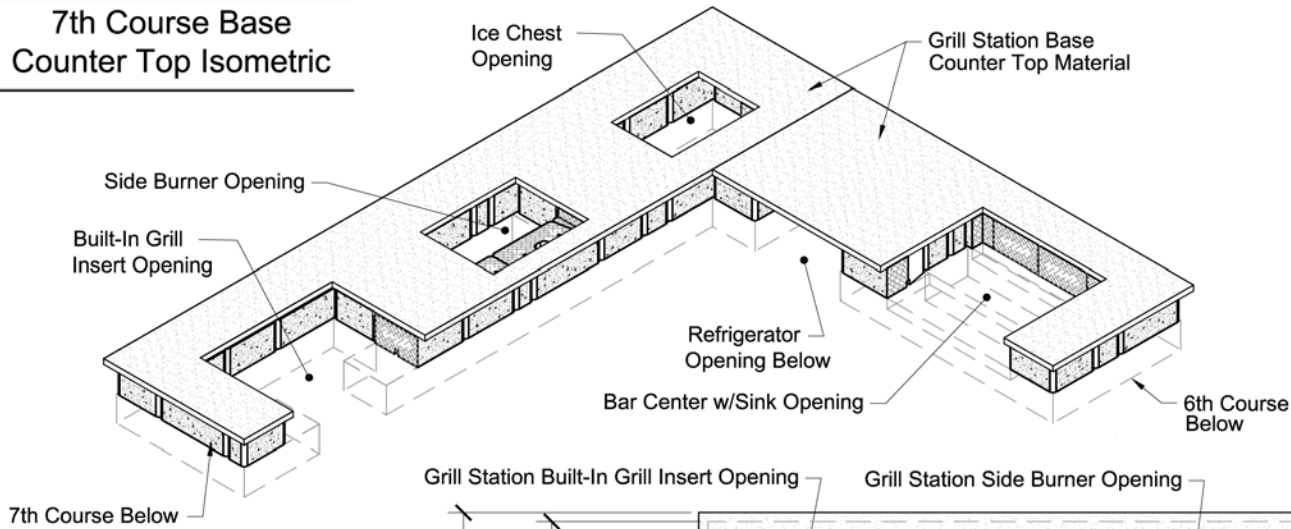 7th Course Base
Counter Top Isometric
Ice Chest
Opening
Grill Station Base
Counter Top Material
Side Burner Opening
Built-In Grill
Insert Opening
Refrigerator
Opening Below
Bar Center w/Sink Opening
6th Course
Below
Grill Station Built-In Grill Insert Opening
Grill Station Side Burner Opening
7th Course Below